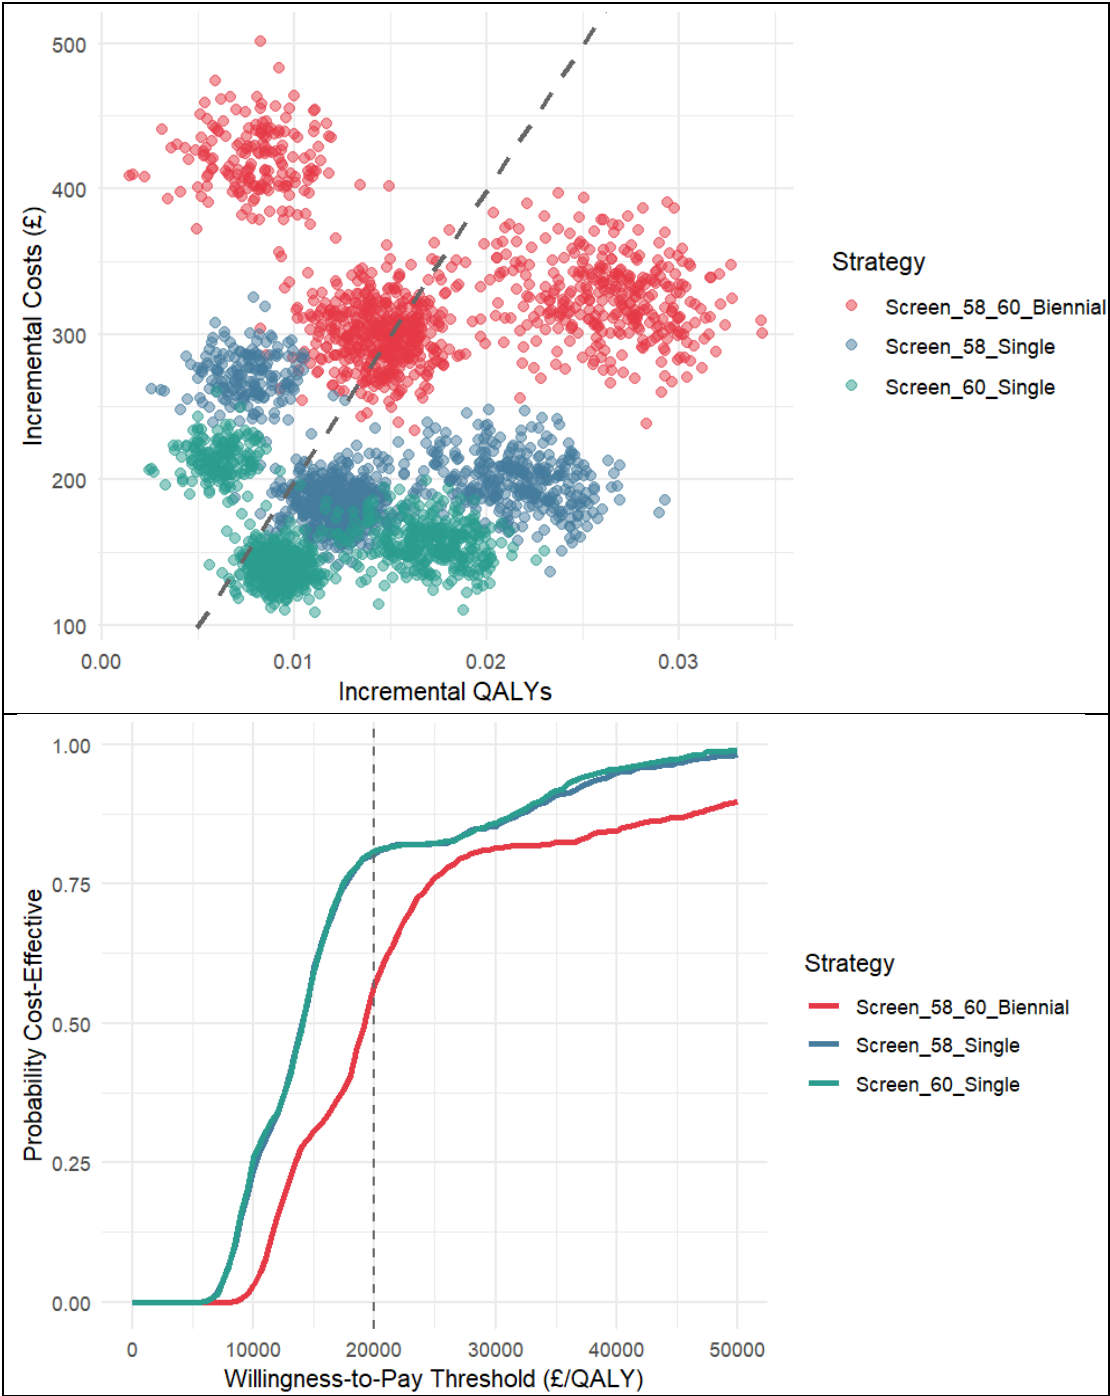 500
400
300
200
100
Incremental Costs (£)
0.00 0.01 0.02 0.03
Incremental QALYs
Strategy
Screen_58_60_Biennial
Screen_58_Single
Screen_60_Single
1.00
0.75
0.50
0.25
0.00
Probability Cost-Effective
0 10000 20000 30000 40000 50000
Willingness-to-Pay Threshold (£/QALY)
Strategy
Screen_58_60_Biennial
Screen_58_Single
Screen_60_Single